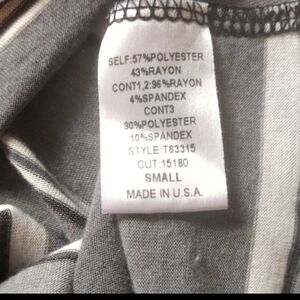 SELF:57%POLYESTER
43%RAYON
CONT1,2:96%RAYON
4%SPANDEX
CONT3
90%POLYESTER
10%SPANDEX
STYLE:T63315
CUT:15180
SMALL
MADE IN U.S.A.